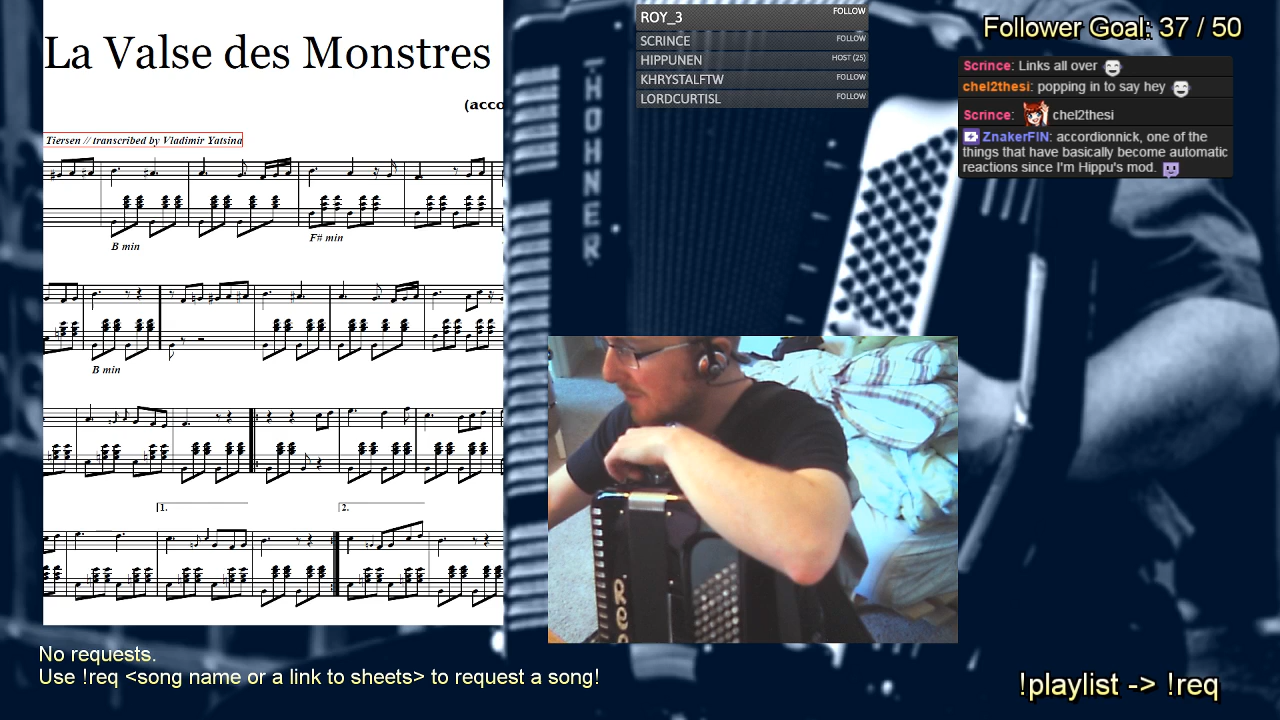 La Valse des Monstres
(acco
Tiersen // transcribed by Vladimir Yatsina
B min
F# min
B min
1.
2.
HOHNER
ROY_3 FOLLOW
SCRINCE FOLLOW
HIPPUNEN HOST (25)
KHRYSTALFTW FOLLOW
LORDCURTISL FOLLOW
Follower Goal: 37 / 50
Scrince: Links all over
chel2thesi: popping in to say hey
Scrince: chel2thesi
ZnakerFIN: accordionnick, one of the
things that have basically become automatic
reactions since I'm Hippu's mod.
No requests.
Use !req <song name or a link to sheets> to request a song!
!playlist -> !req